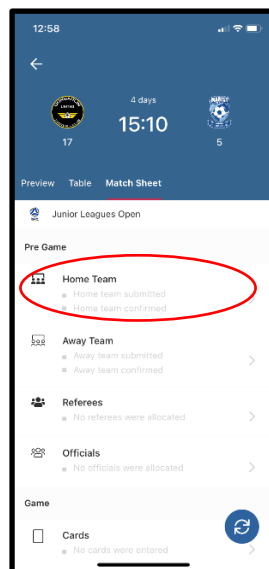 12:58
4 days
15:10
17
5
Preview Table Match Sheet
Junior Leagues Open
Pre Game
Home Team
Home team submitted
Home team confirmed
Away Team
Away team submitted
Away team confirmed
Referees
No referees were allocated
Officials
No officials were allocated
Game
Cards
No cards were entered